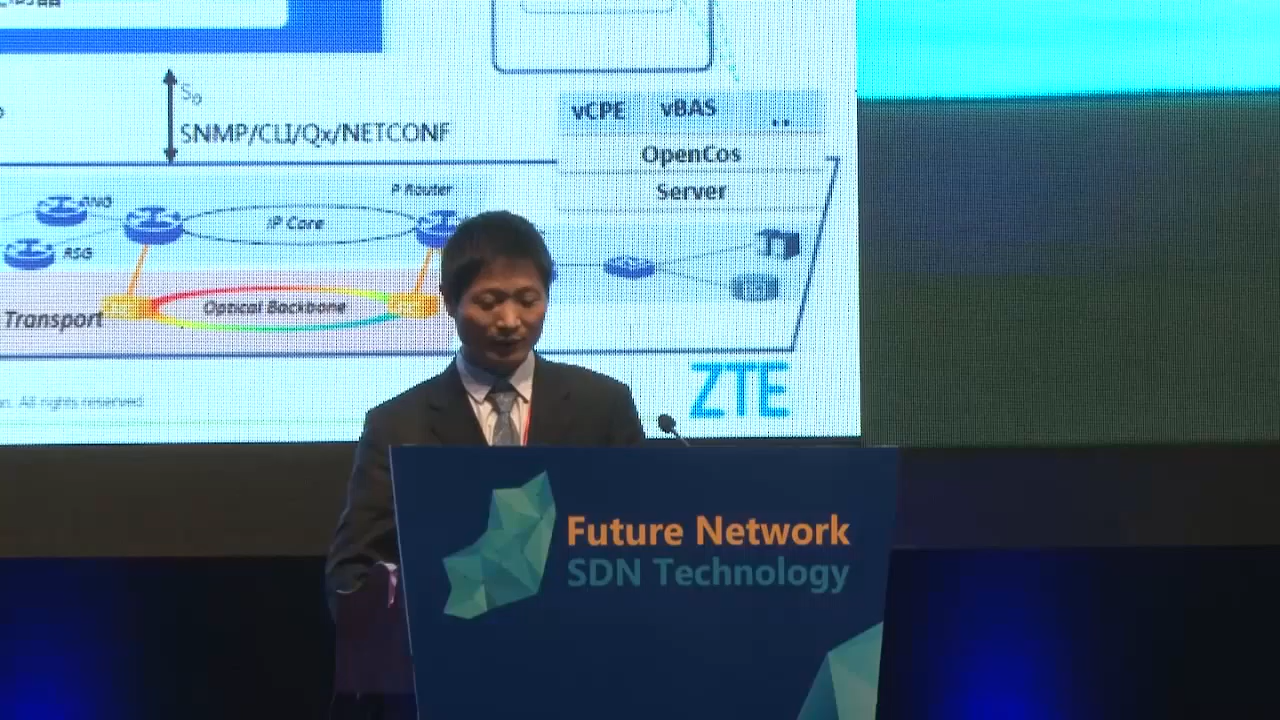 SNMP/CLI/Qx/NETCONF
vCPE vBAS ..
OpenCos
Server
P Router
IP Core
RSG
Optical Backbone
Transport
All rights reserved
ZTE
Future Network
SDN Technology